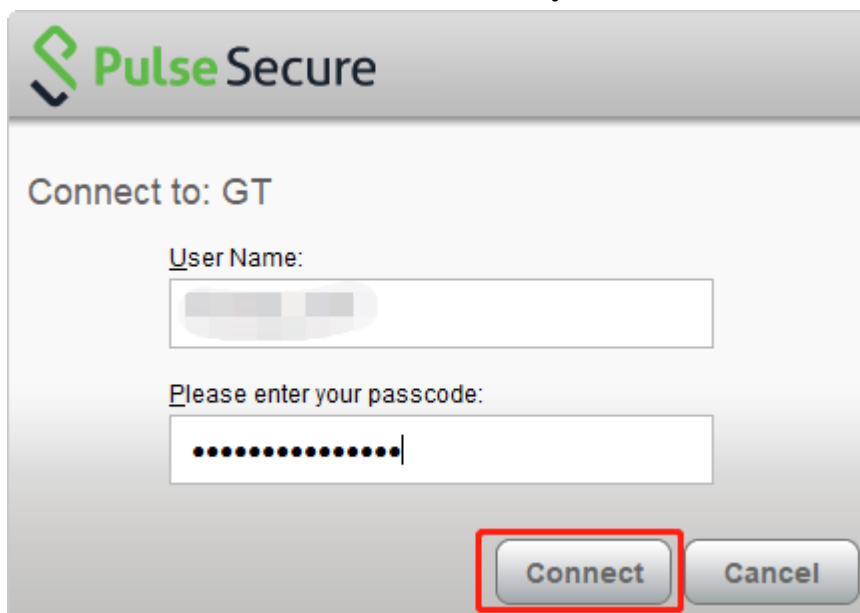 Pulse Secure
Connect to: GT
User Name:
Please enter your passcode:
•••••••••••••••
Connect Cancel